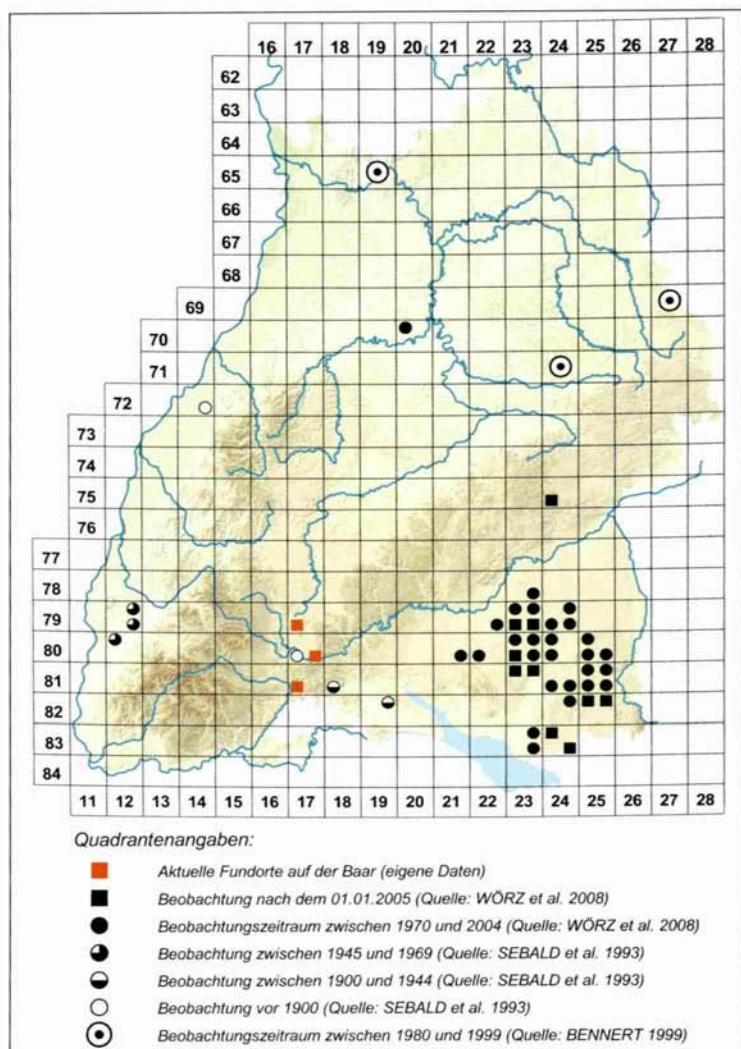 16 17 18 19 20 21 22 23 24 25 26 27 28
62
63
64
65
66
67
68
69
70
71
72
73
74
75
76
77
78
79
80
81
82
83
84
11 12 13 14 15 16 17 18 19 20 21 22 23 24 25 26 27 28
Quadrantenangaben:
Aktuelle Fundorte auf der Baar (eigene Daten)
Beobachtung nach dem 01.01.2005 (Quelle: WÖRZ et al. 2008)
Beobachtungszeitraum zwischen 1970 und 2004 (Quelle: WÖRZ et al. 2008)
Beobachtung zwischen 1945 und 1969 (Quelle: SEBALD et al. 1993)
Beobachtung zwischen 1900 und 1944 (Quelle: SEBALD et al. 1993)
Beobachtung vor 1900 (Quelle: SEBALD et al. 1993)
Beobachtungszeitraum zwischen 1980 und 1999 (Quelle: BENNERT 1999)